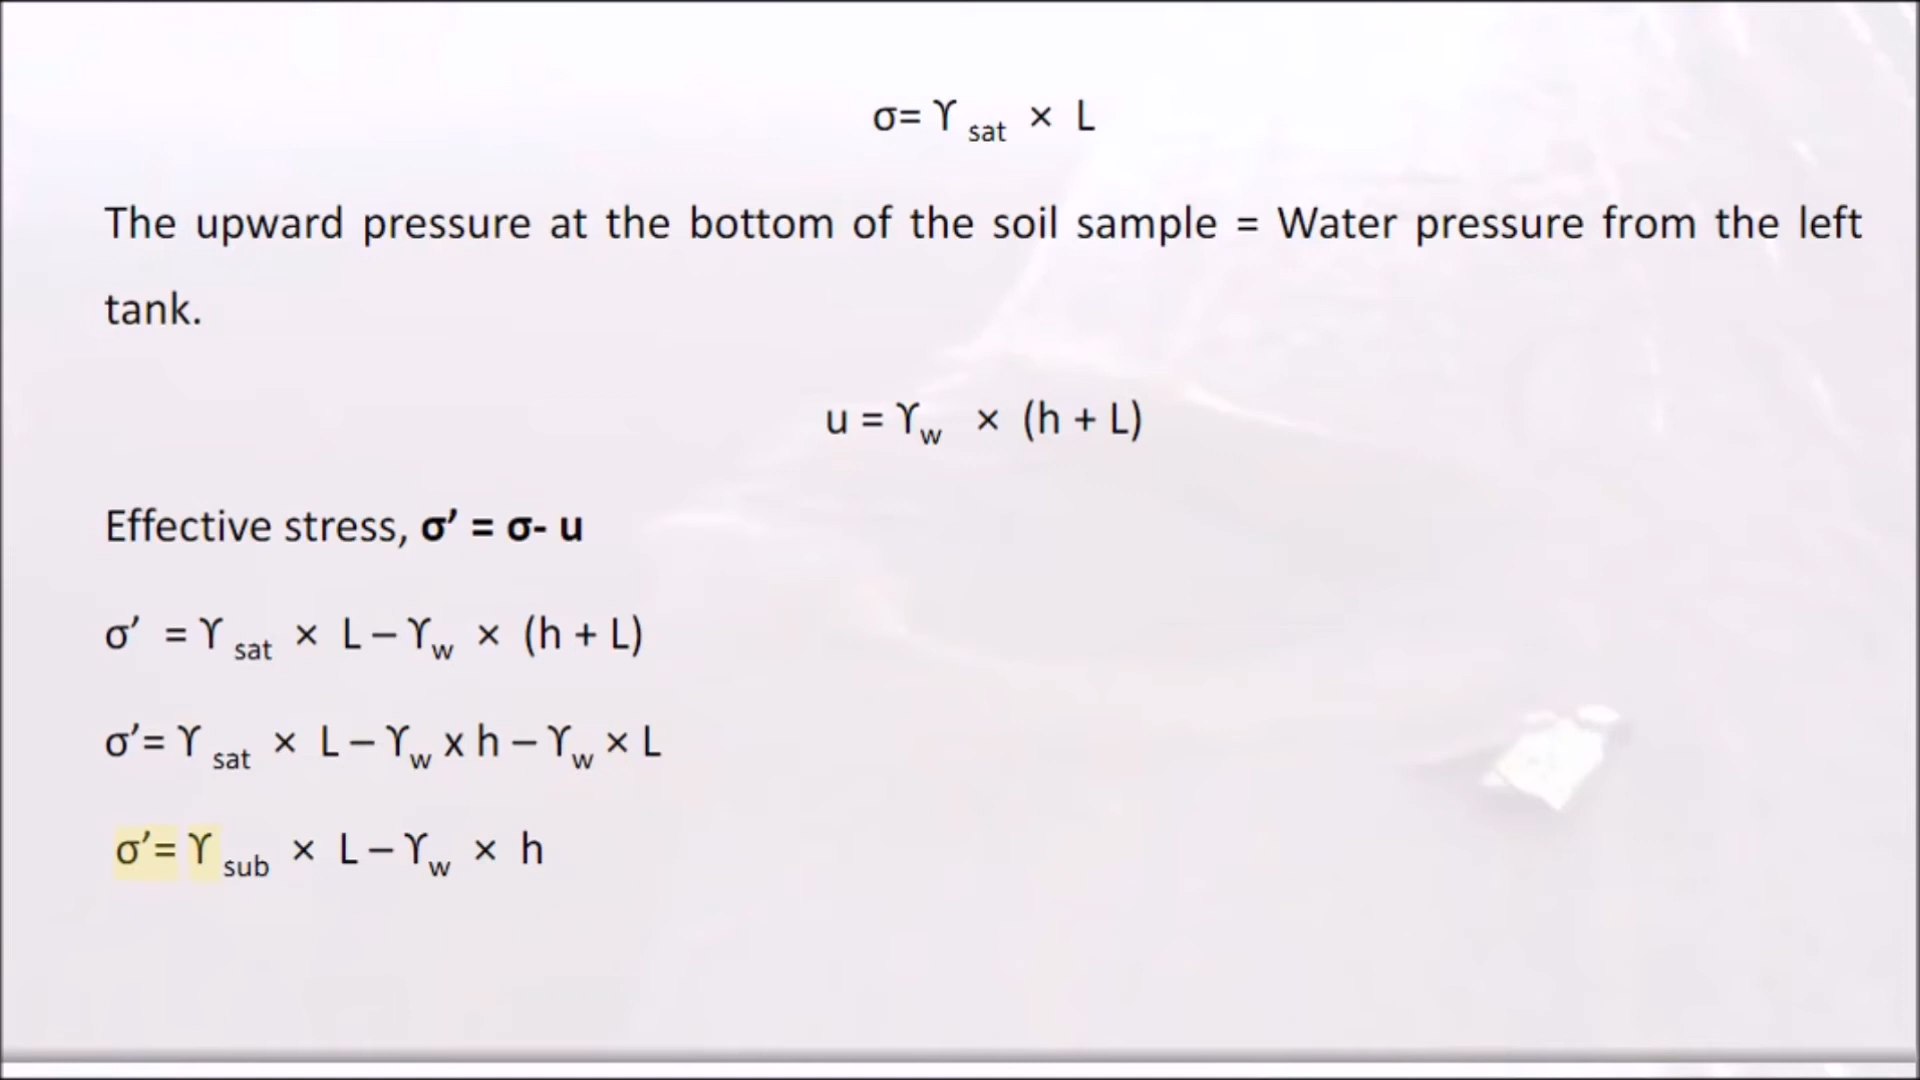 σ= ϒ sat × L
The upward pressure at the bottom of the soil sample = Water pressure from the left
tank.
u = ϒw × (h + L)
Effective stress, σ’ = σ- u
σ’ = ϒ sat × L – ϒw × (h + L)
σ’= ϒ sat × L – ϒw x h – ϒw × L
σ’= ϒ sub × L – ϒw × h